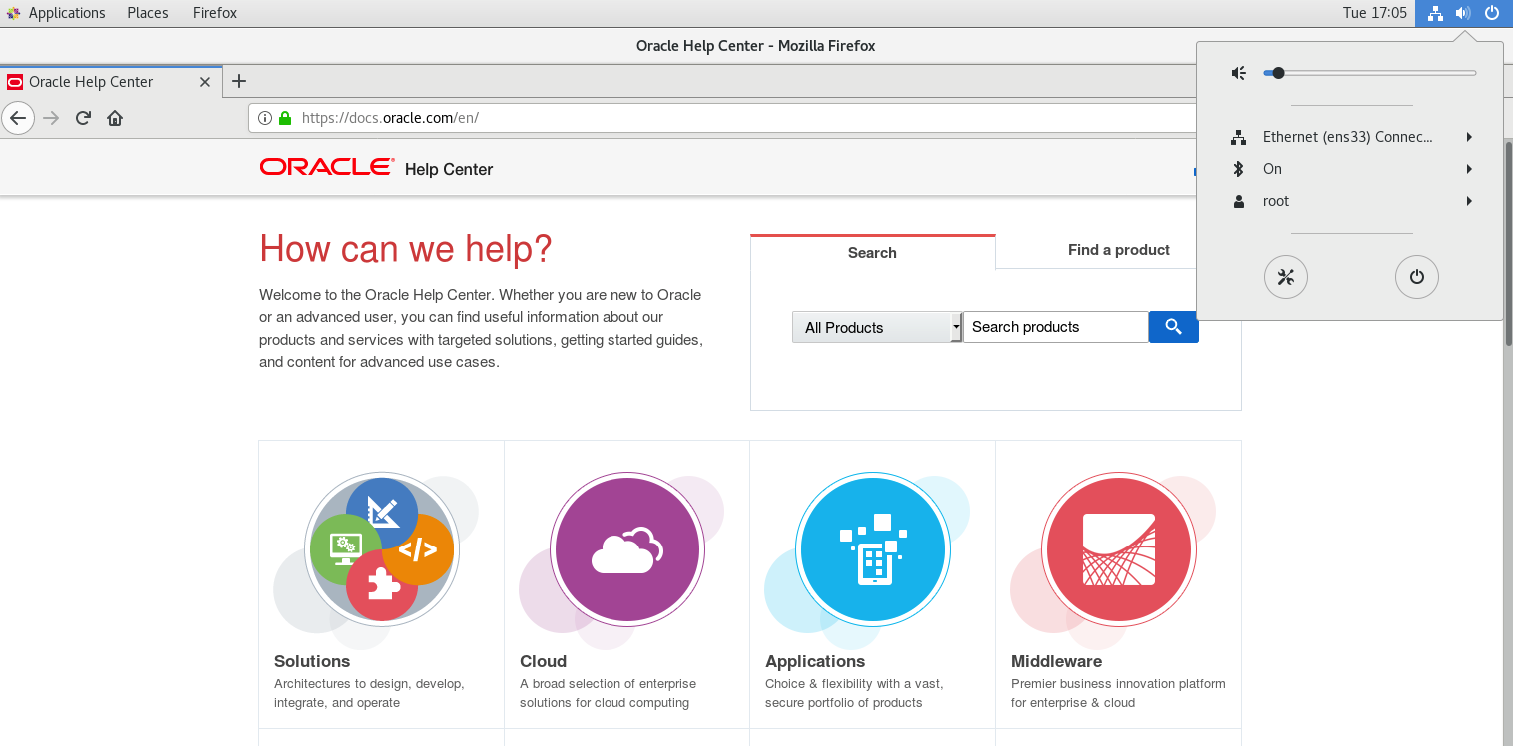 Applications Places Firefox Tue 17:05
Oracle Help Center - Mozilla Firefox
Oracle Help Center
https://docs.oracle.com/en/
Ethernet (ens33) Connec...
On
root
ORACLE® Help Center
How can we help?
Welcome to the Oracle Help Center. Whether you are new to Oracle
or an advanced user, you can find useful information about our
products and services with targeted solutions, getting started guides,
and content for advanced use cases.
Search Find a product
All Products Search products
</>
Solutions
Architectures to design, develop,
integrate, and operate
Cloud
A broad selection of enterprise
solutions for cloud computing
Applications
Choice & flexibility with a vast,
secure portfolio of products
Middleware
Premier business innovation platform
for enterprise & cloud